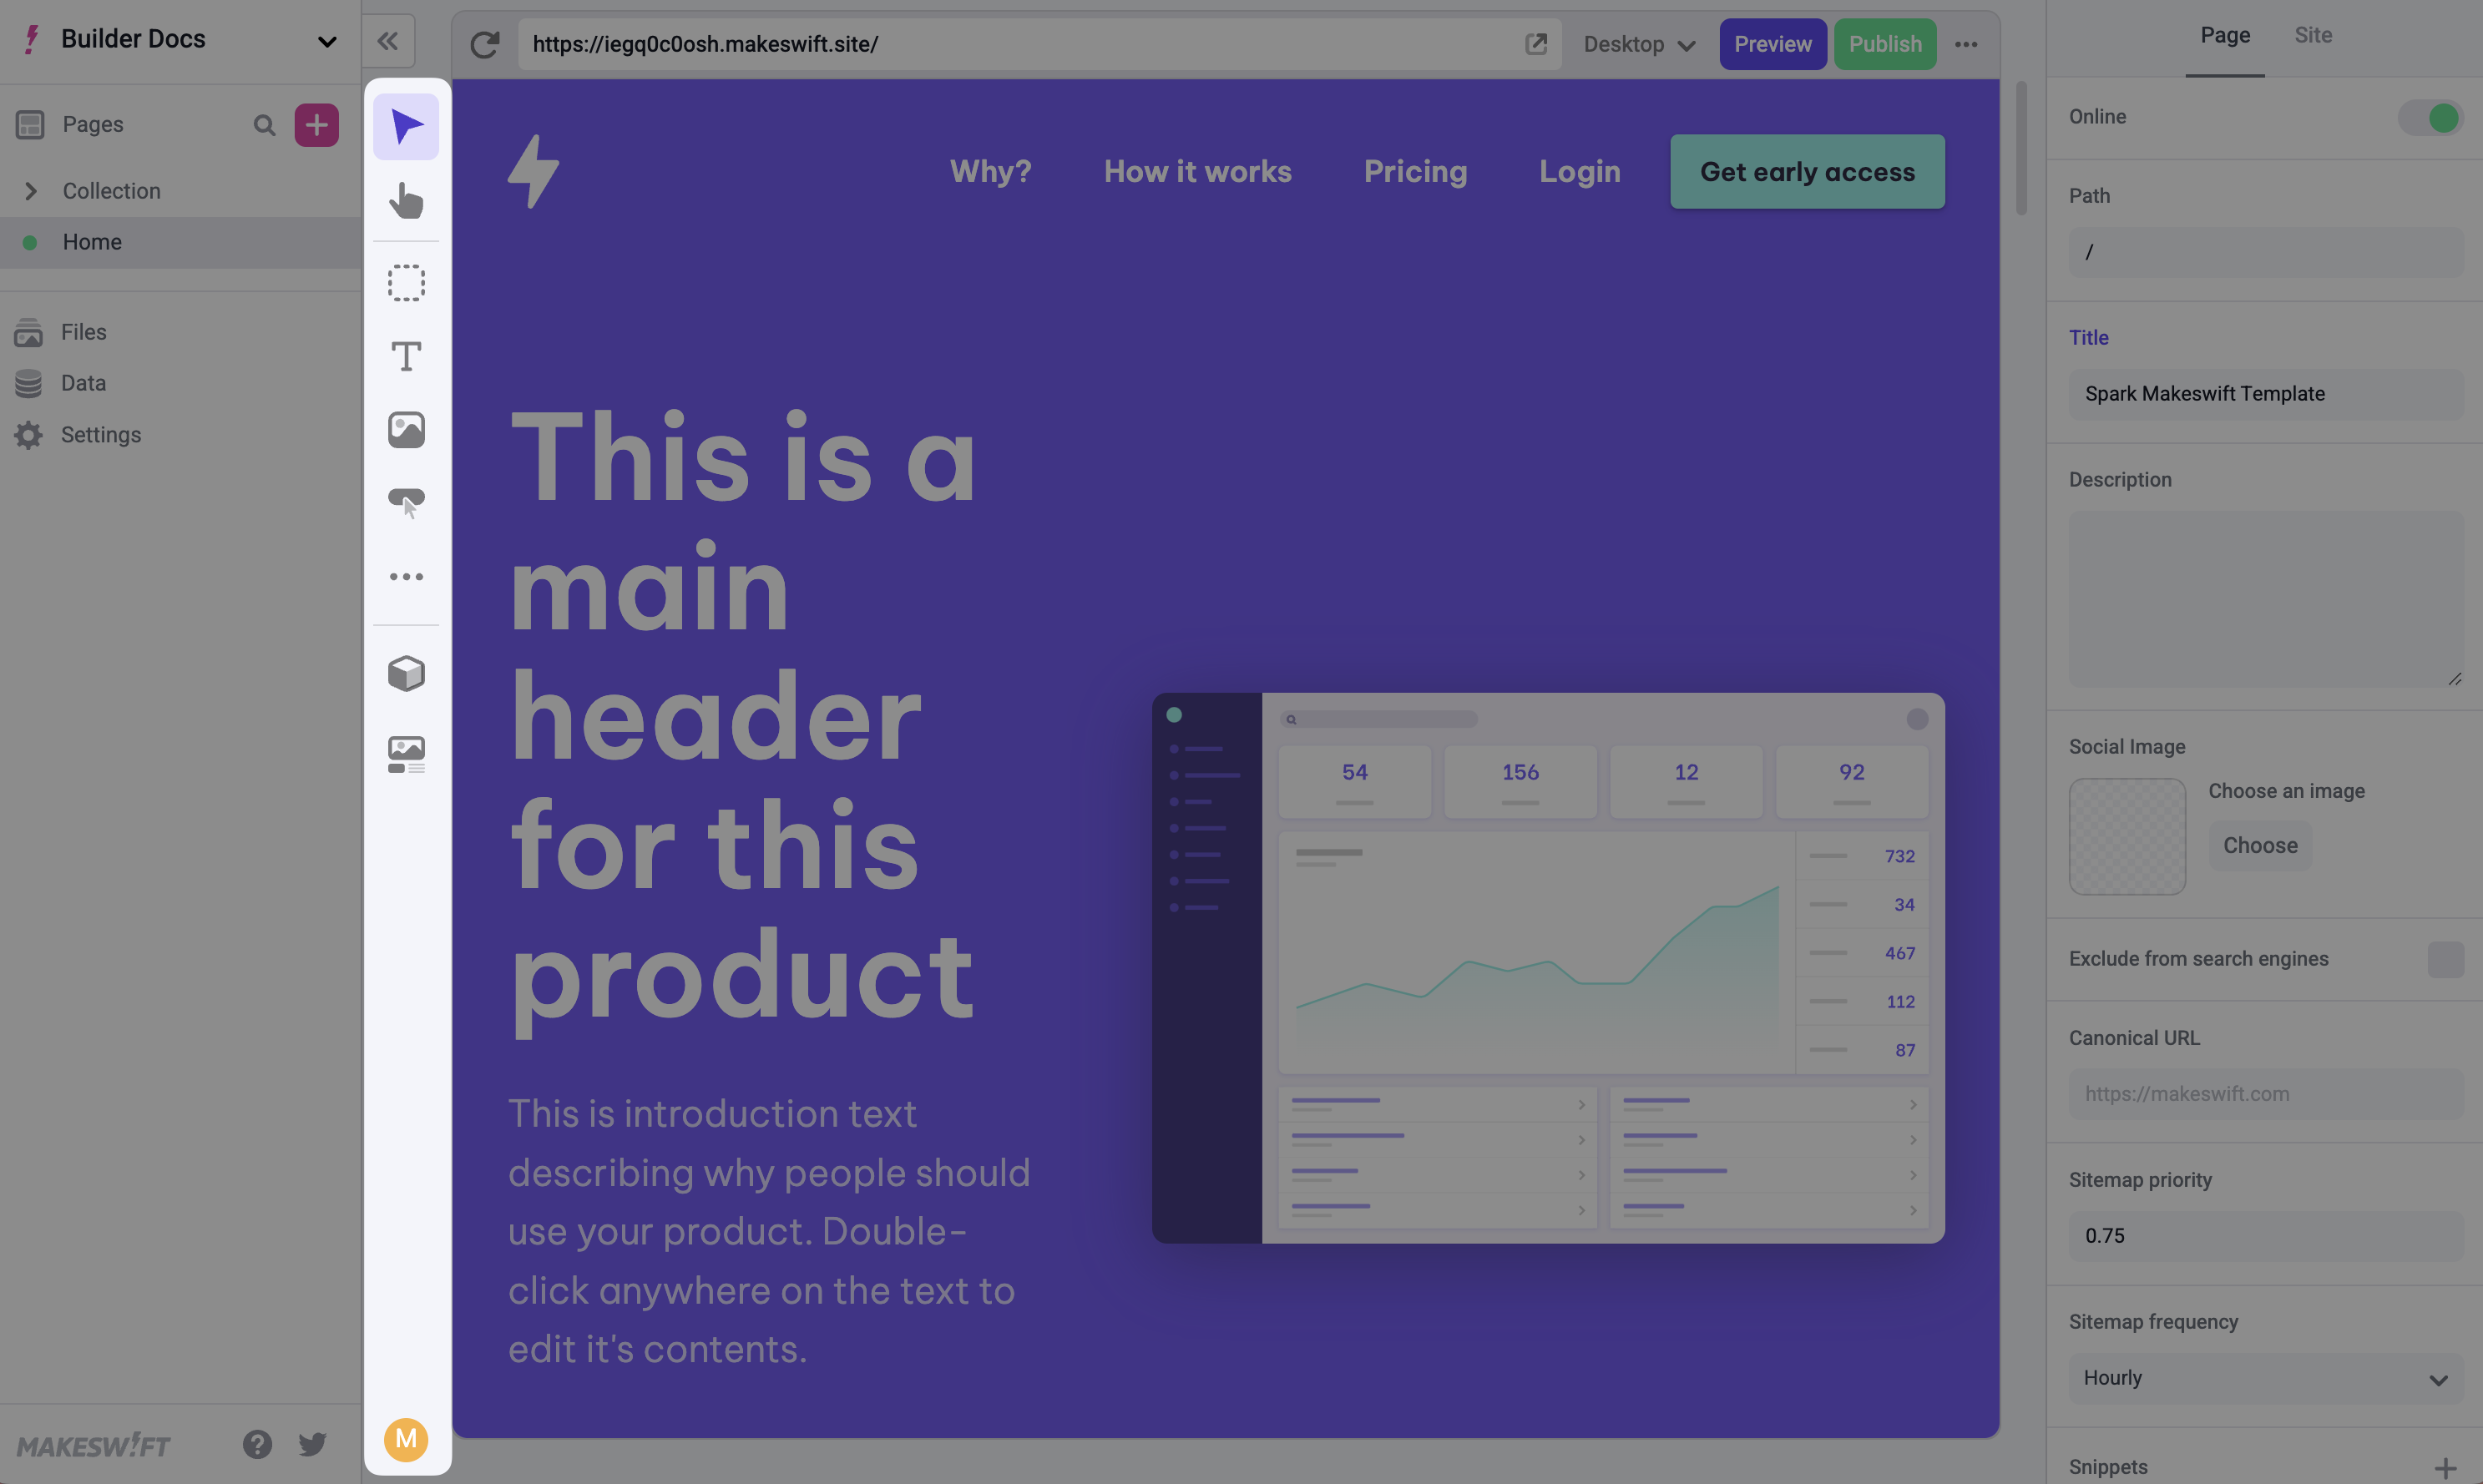 Builder Docs
Pages
Collection
Home
Files
Data
Settings
MAKESWIFT
M
https://iegq0c0osh.makeswift.site/
Desktop
Preview
Publish
Why?
How it works
Pricing
Login
Get early access
This is a
main
header
for this
product
This is introduction text
describing why people should
use your product. Double-
click anywhere on the text to
edit it's contents.
54
156
12
92
732
34
467
112
87
Page
Site
Online
Path
/
Title
Spark Makeswift Template
Description
Social Image
Choose an image
Choose
Exclude from search engines
Canonical URL
https://makeswift.com
Sitemap priority
0.75
Sitemap frequency
Hourly
Snippets